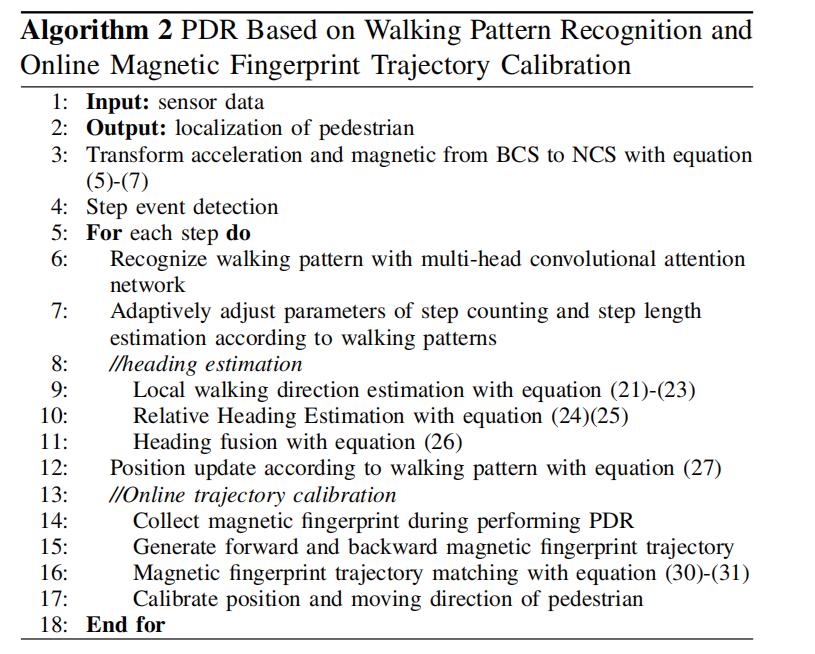 Algorithm 2 PDR Based on Walking Pattern Recognition and
Online Magnetic Fingerprint Trajectory Calibration
1: Input: sensor data
2: Output: localization of pedestrian
3: Transform acceleration and magnetic from BCS to NCS with equation
(5)-(7)
4: Step event detection
5: For each step do
6: Recognize walking pattern with multi-head convolutional attention
network
7: Adaptively adjust parameters of step counting and step length
estimation according to walking patterns
8: //heading estimation
9: Local walking direction estimation with equation (21)-(23)
10: Relative Heading Estimation with equation (24)(25)
11: Heading fusion with equation (26)
12: Position update according to walking pattern with equation (27)
13: //Online trajectory calibration
14: Collect magnetic fingerprint during performing PDR
15: Generate forward and backward magnetic fingerprint trajectory
16: Magnetic fingerprint trajectory matching with equation (30)-(31)
17: Calibrate position and moving direction of pedestrian
18: End for